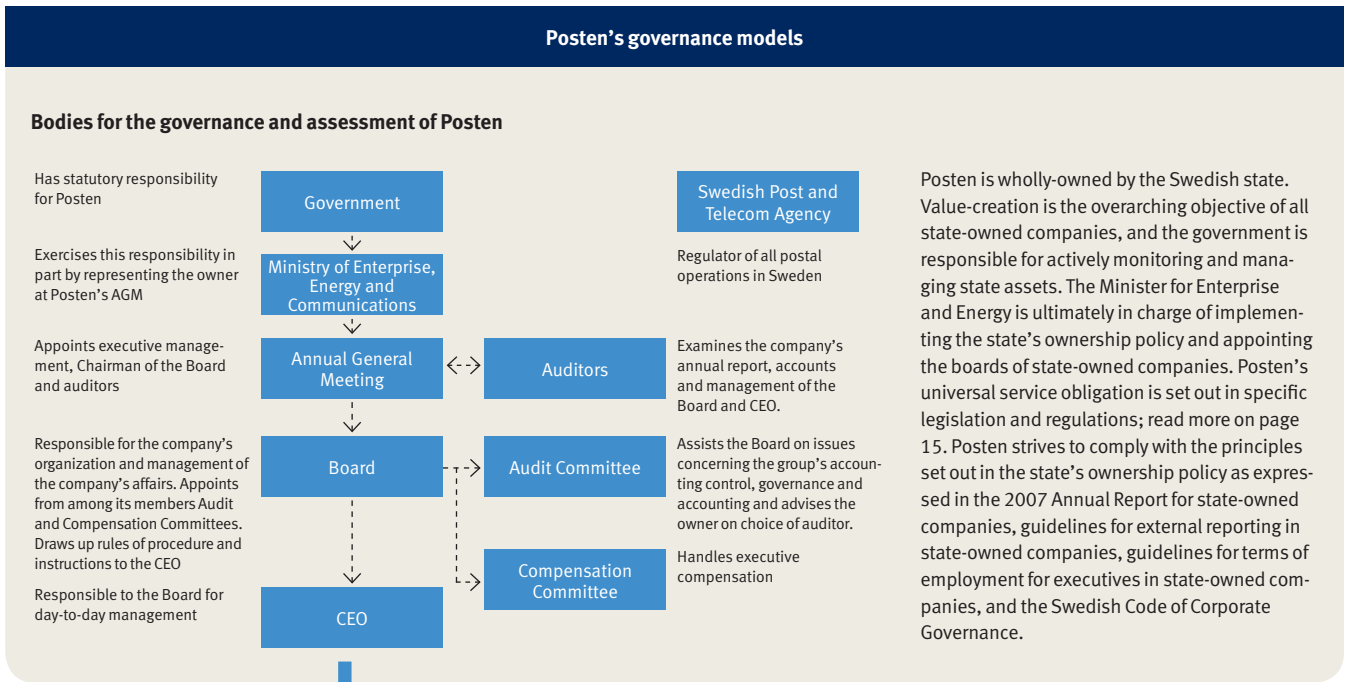 Posten's governance models
Bodies for the governance and assessment of Posten
Has statutory responsibility
for Posten
Government
Swedish Post and
Telecom Agency
Exercises this responsibility in
part by representing the owner
at Posten's AGM
Ministry of Enterprise,
Energy and
Communications
Regulator of all postal
operations in Sweden
Appoints executive manage-
ment, Chairman of the Board
and auditors
Annual General
Meeting
Auditors
Examines the company's
annual report, accounts
and management of the
Board and CEO.
Responsible for the company's
organization and management of
the company's affairs. Appoints
from among its members Audit
and Compensation Committees.
Draws up rules of procedure and
instructions to the CEO
Board
Audit Committee
Assists the Board on issues
concerning the group's accoun-
ting control, governance and
accounting and advises the
owner on choice of auditor.
Compensation
Committee
Handles executive
compensation
Responsible to the Board for
day-to-day management
CEO
Posten is wholly-owned by the Swedish state.
Value-creation is the overarching objective of all
state-owned companies, and the government is
responsible for actively monitoring and mana-
ging state assets. The Minister for Enterprise
and Energy is ultimately in charge of implemen-
ting the state's ownership policy and appointing
the boards of state-owned companies. Posten's
universal service obligation is set out in specific
legislation and regulations; read more on page
15. Posten strives to comply with the principles
set out in the state's ownership policy as expres-
sed in the 2007 Annual Report for state-owned
companies, guidelines for external reporting in
state-owned companies, guidelines for terms of
employment for executives in state-owned com-
panies, and the Swedish Code of Corporate
Governance.